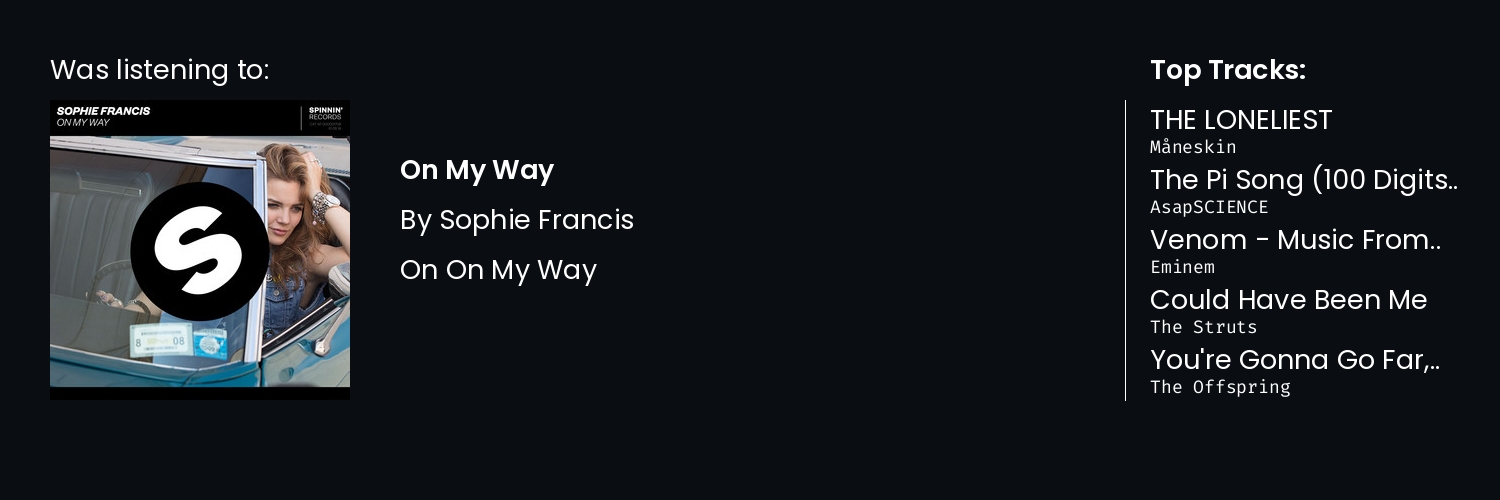 Was listening to:
SOPHIE FRANCIS
ON MY WAY
SPINNIN'
RECORDS
S
8 08
On My Way
By Sophie Francis
On On My Way
Top Tracks:
THE LONELIEST
Måneskin
The Pi Song (100 Digits..
AsapSCIENCE
Venom - Music From..
Eminem
Could Have Been Me
The Struts
You're Gonna Go Far,..
The Offspring